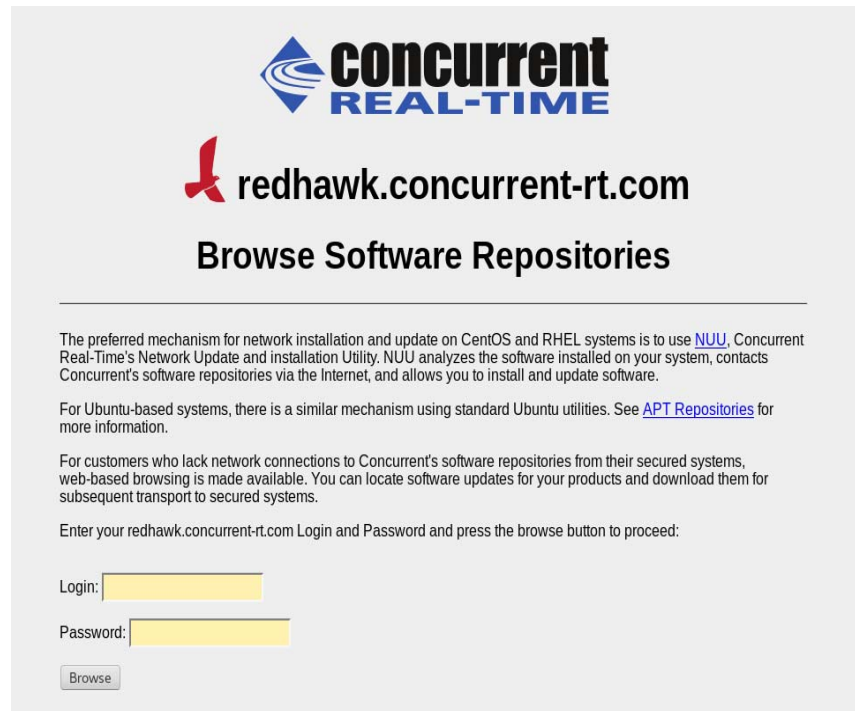 concurrent
REAL-TIME
redhawk.concurrent-rt.com
Browse Software Repositories
The preferred mechanism for network installation and update on CentOS and RHEL systems is to use NUU, Concurrent
Real-Time's Network Update and installation Utility. NUU analyzes the software installed on your system, contacts
Concurrent's software repositories via the Internet, and allows you to install and update software.
For Ubuntu-based systems, there is a similar mechanism using standard Ubuntu utilities. See APT Repositories for
more information.
For customers who lack network connections to Concurrent's software repositories from their secured systems,
web-based browsing is made available. You can locate software updates for your products and download them for
subsequent transport to secured systems.
Enter your redhawk.concurrent-rt.com Login and Password and press the browse button to proceed:
Login:
Password:
Browse